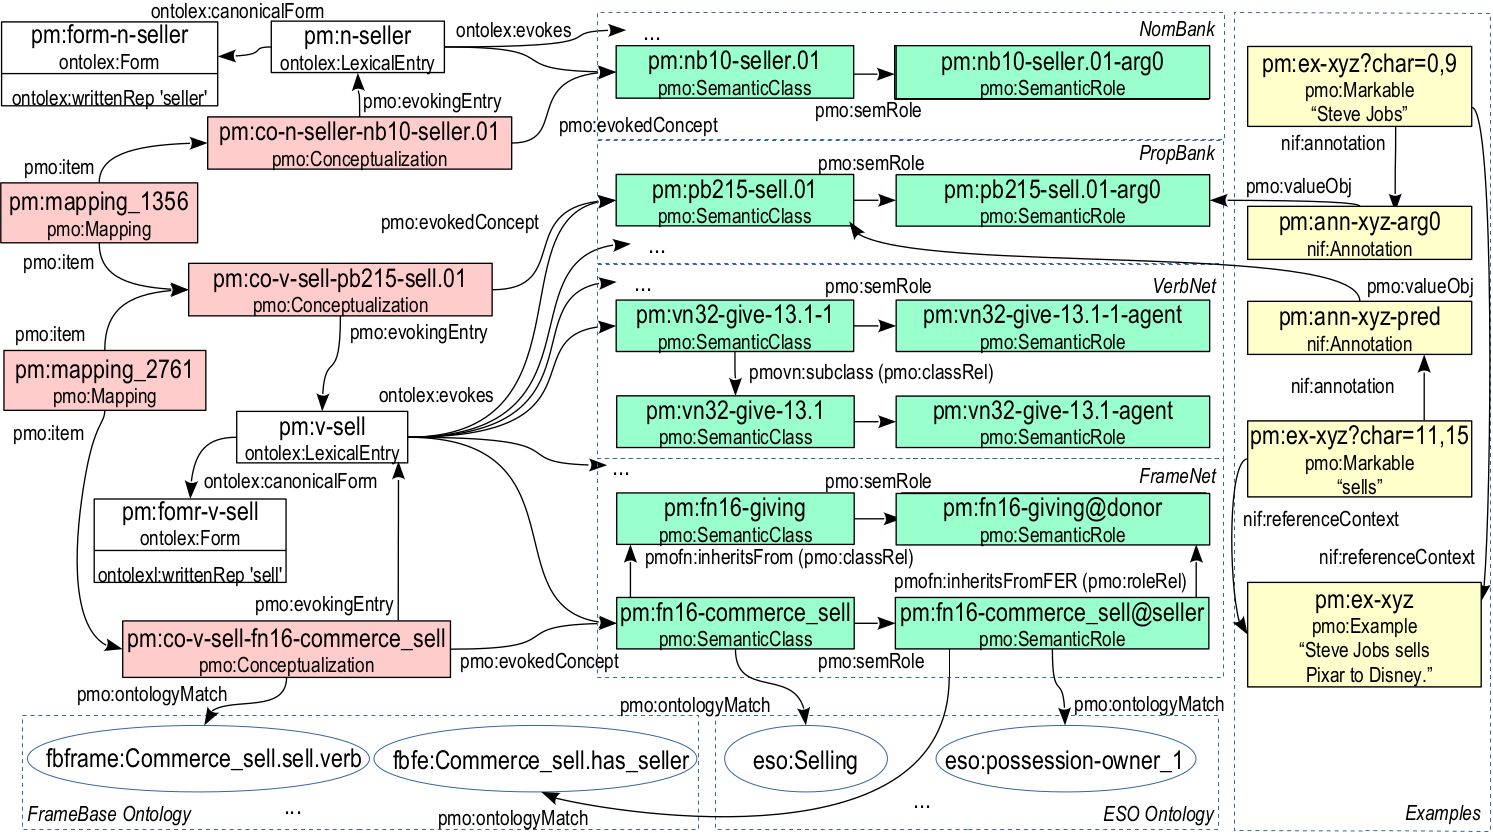 ontolex:canonicalForm
pm:form-n-seller
ontolex:Form
ontolex:writtenRep 'seller'
pm:n-seller
ontolex:LexicalEntry
ontolex:evokes
...
NomBank
pm:nb10-seller.01
pmo:SemanticClass
pm:nb10-seller.01-arg0
pmo:SemanticRole
pmo:semRole
pmo:evokingEntry
pmo:evokedConcept
pm:co-n-seller-nb10-seller.01
pmo:Conceptualization
pmo:item
pm:mapping_1356
pmo:Mapping
pmo:item
PropBank
pmo:semRole
pm:pb215-sell.01
pmo:SemanticClass
pm:pb215-sell.01-arg0
pmo:SemanticRole
pmo:evokedConcept
...
pm:co-v-sell-pb215-sell.01
pmo:Conceptualization
pmo:evokingEntry
pmo:item
pm:mapping_2761
pmo:Mapping
pmo:item
...
pmo:semRole
VerbNet
pm:vn32-give-13.1-1
pmo:SemanticClass
pm:vn32-give-13.1-1-agent
pmo:SemanticRole
pmovn:subclass (pmo:classRel)
ontolex:evokes
pm:vn32-give-13.1
pmo:SemanticClass
pm:vn32-give-13.1-agent
pmo:SemanticRole
pm:v-sell
ontolex:LexicalEntry
ontolex:canonicalForm
pm:fomr-v-sell
ontolex:Form
ontolexl:writtenRep 'sell'
pmo:evokingEntry
...
FrameNet
pmo:semRole
pm:fn16-giving
pmo:SemanticClass
pm:fn16-giving@donor
pmo:SemanticRole
pmofn:inheritsFrom (pmo:classRel)
pmofn:inheritsFromFER (pmo:roleRel)
pm:fn16-commerce_sell
pmo:SemanticClass
pm:fn16-commerce_sell@seller
pmo:SemanticRole
pmo:semRole
pm:co-v-sell-fn16-commerce_sell
pmo:Conceptualization
pmo:evokedConcept
pmo:ontologyMatch
pmo:ontologyMatch
pmo:ontologyMatch
fbframe:Commerce_sell.sell.verb
fbfe:Commerce_sell.has_seller
eso:Selling
eso:possession-owner_1
FrameBase Ontology
...
pmo:ontologyMatch
...
ESO Ontology
pm:ex-xyz?char=0,9
pmo:Markable
“Steve Jobs”
nif:annotation
pmo:valueObj
pm:ann-xyz-arg0
nif:Annotation
pmo:valueObj
pm:ann-xyz-pred
nif:Annotation
nif:annotation
pm:ex-xyz?char=11,15
pmo:Markable
“sells”
nif:referenceContext
nif:referenceContext
pm:ex-xyz
pmo:Example
“Steve Jobs sells
Pixar to Disney.”
Examples